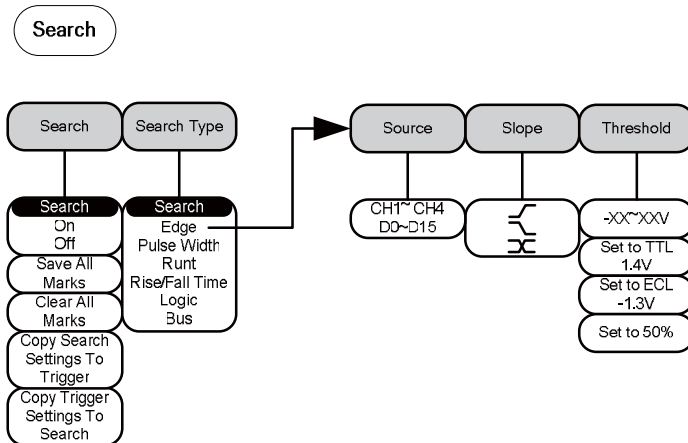 Search
Search
Search Type
Source
Slope
Threshold
Search
On
Off
Save All
Marks
Clear All
Marks
Copy Search
Settings To
Trigger
Copy Trigger
Settings To
Search
Search
Edge
Pulse Width
Runt
Rise/Fall Time
Logic
Bus
CH1~CH4
D0~D15
-XX~XXV
Set to TTL
1.4V
Set to ECL
-1.3V
Set to 50%